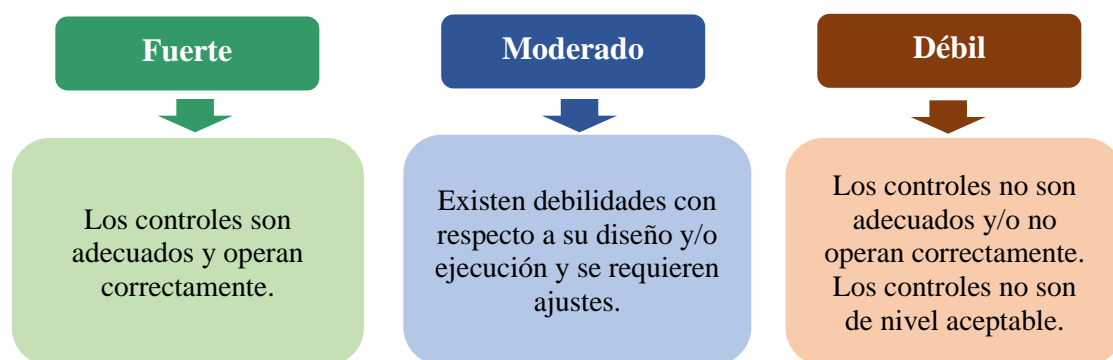 Fuerte
Los controles son
adecuados y operan
correctamente.
Moderado
Existen debilidades con
respecto a su diseño y/o
ejecución y se requieren
ajustes.
Débil
Los controles no son
adecuados y/o no
operan correctamente.
Los controles no son
de nivel aceptable.